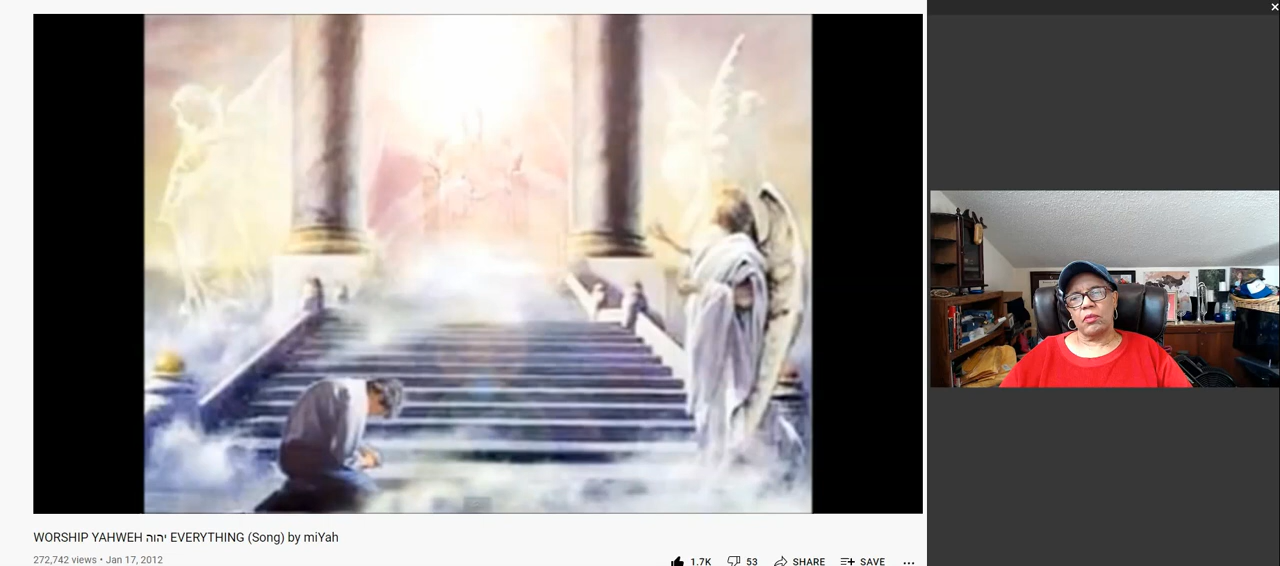 WORSHIP YAHWEH יהוה EVERYTHING (Song) by miYah
272,742 views • Jan 17, 2012
1.7K 53 SHARE SAVE